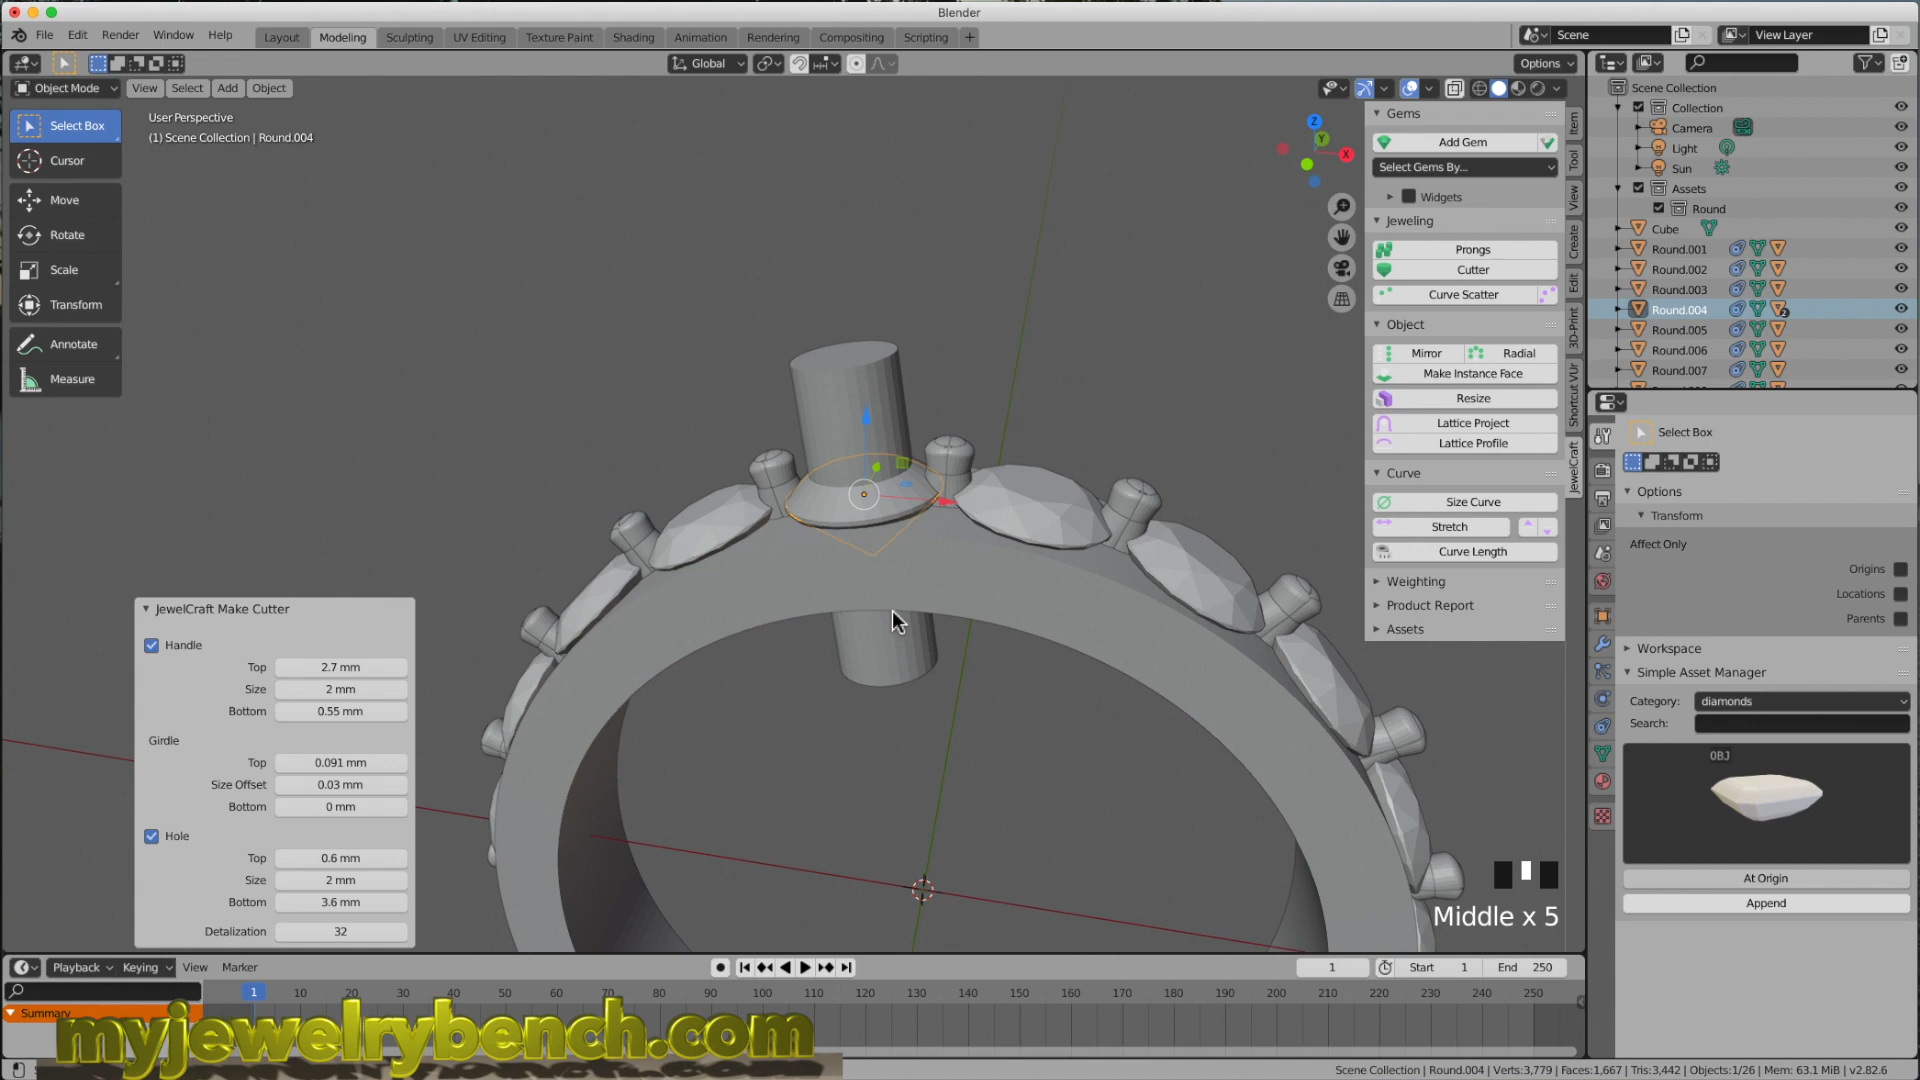 Blender
File Edit Render Window Help
Layout Modeling Sculpting UV Editing Texture Paint Shading Animation Rendering Compositing Scripting +
Scene
View Layer
Global
Options
Object Mode View Select Add Object
User Perspective
(1) Scene Collection | Round.004
Select Box
Cursor
Move
Rotate
Scale
Transform
Annotate
Measure
Z
Y
X
Gems
Add Gem
Select Gems By...
Widgets
Jeweling
Prongs
Cutter
Curve Scatter
Object
Mirror Radial
Make Instance Face
Resize
Lattice Project
Lattice Profile
Curve
Size Curve
Stretch
Curve Length
Weighting
Product Report
Assets
Item
Tool
View
Create
Edit
3D-Print
Shortcut VUr
JewelCraft
Scene Collection
Collection
Camera
Light
Sun
Assets
Round
Cube
Round.001
Round.002
Round.003
Round.004
2
Round.005
Round.006
Round.007
Select Box
Options
Transform
Affect Only
Origins
Locations
Parents
Workspace
Simple Asset Manager
Category: diamonds
Search:
OBJ
At Origin
Append
JewelCraft Make Cutter
Handle
Top 2.7 mm
Size 2 mm
Bottom 0.55 mm
Girdle
Top 0.091 mm
Size Offset 0.03 mm
Bottom 0 mm
Hole
Top 0.6 mm
Size 2 mm
Bottom 3.6 mm
Detalization 32
Middle x 5
Playback Keying View Marker
1 Start 1 End 250
1 10 20 30 40 50 60 70 80 90 100 110 120 130 140 150 160 170 180 190 200 210 220 230 240 250
Summary
myjewelrybench.com
Scene Collection | Round.004 | Verts:3,779 | Faces:1,667 | Tris:3,442 | Objects:1/26 | Mem: 63.1 MiB | v2.82.6